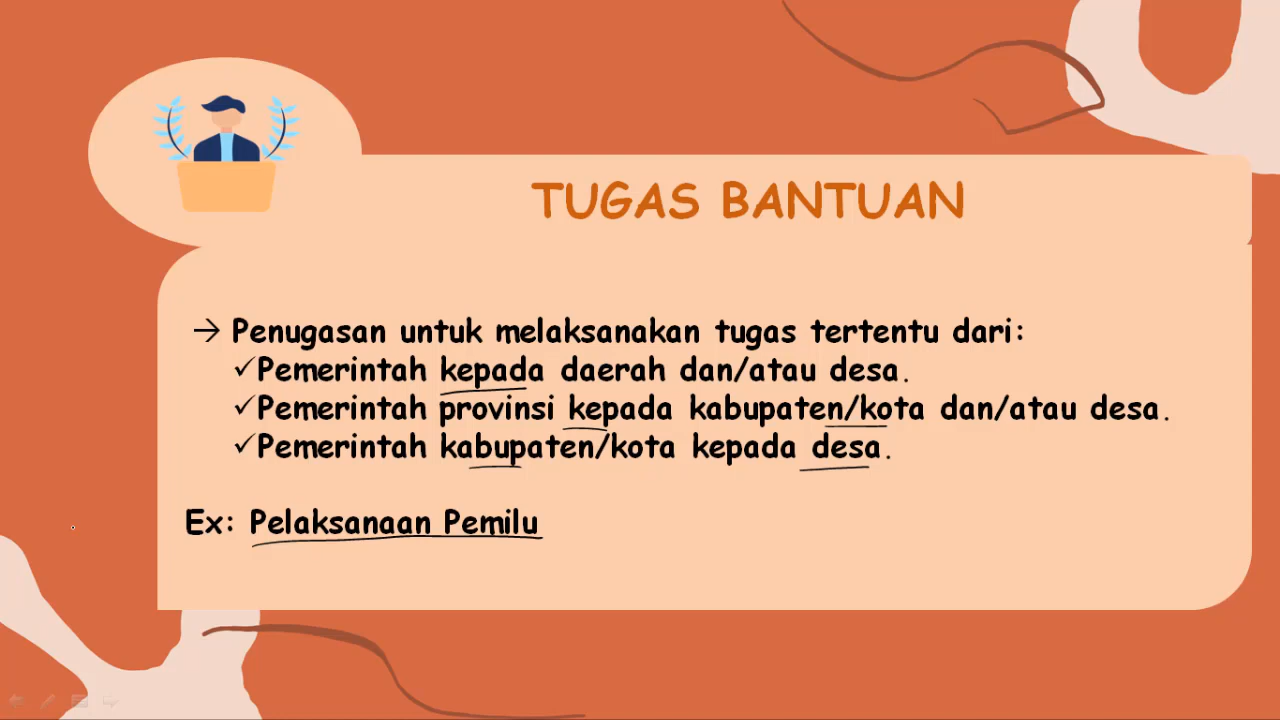 TUGAS BANTUAN
→ Penugasan untuk melaksanakan tugas tertentu dari:
✓Pemerintah kepada daerah dan/atau desa.
✓Pemerintah provinsi kepada kabupaten/kota dan/atau desa.
✓Pemerintah kabupaten/kota kepada desa.
Ex: Pelaksanaan Pemilu